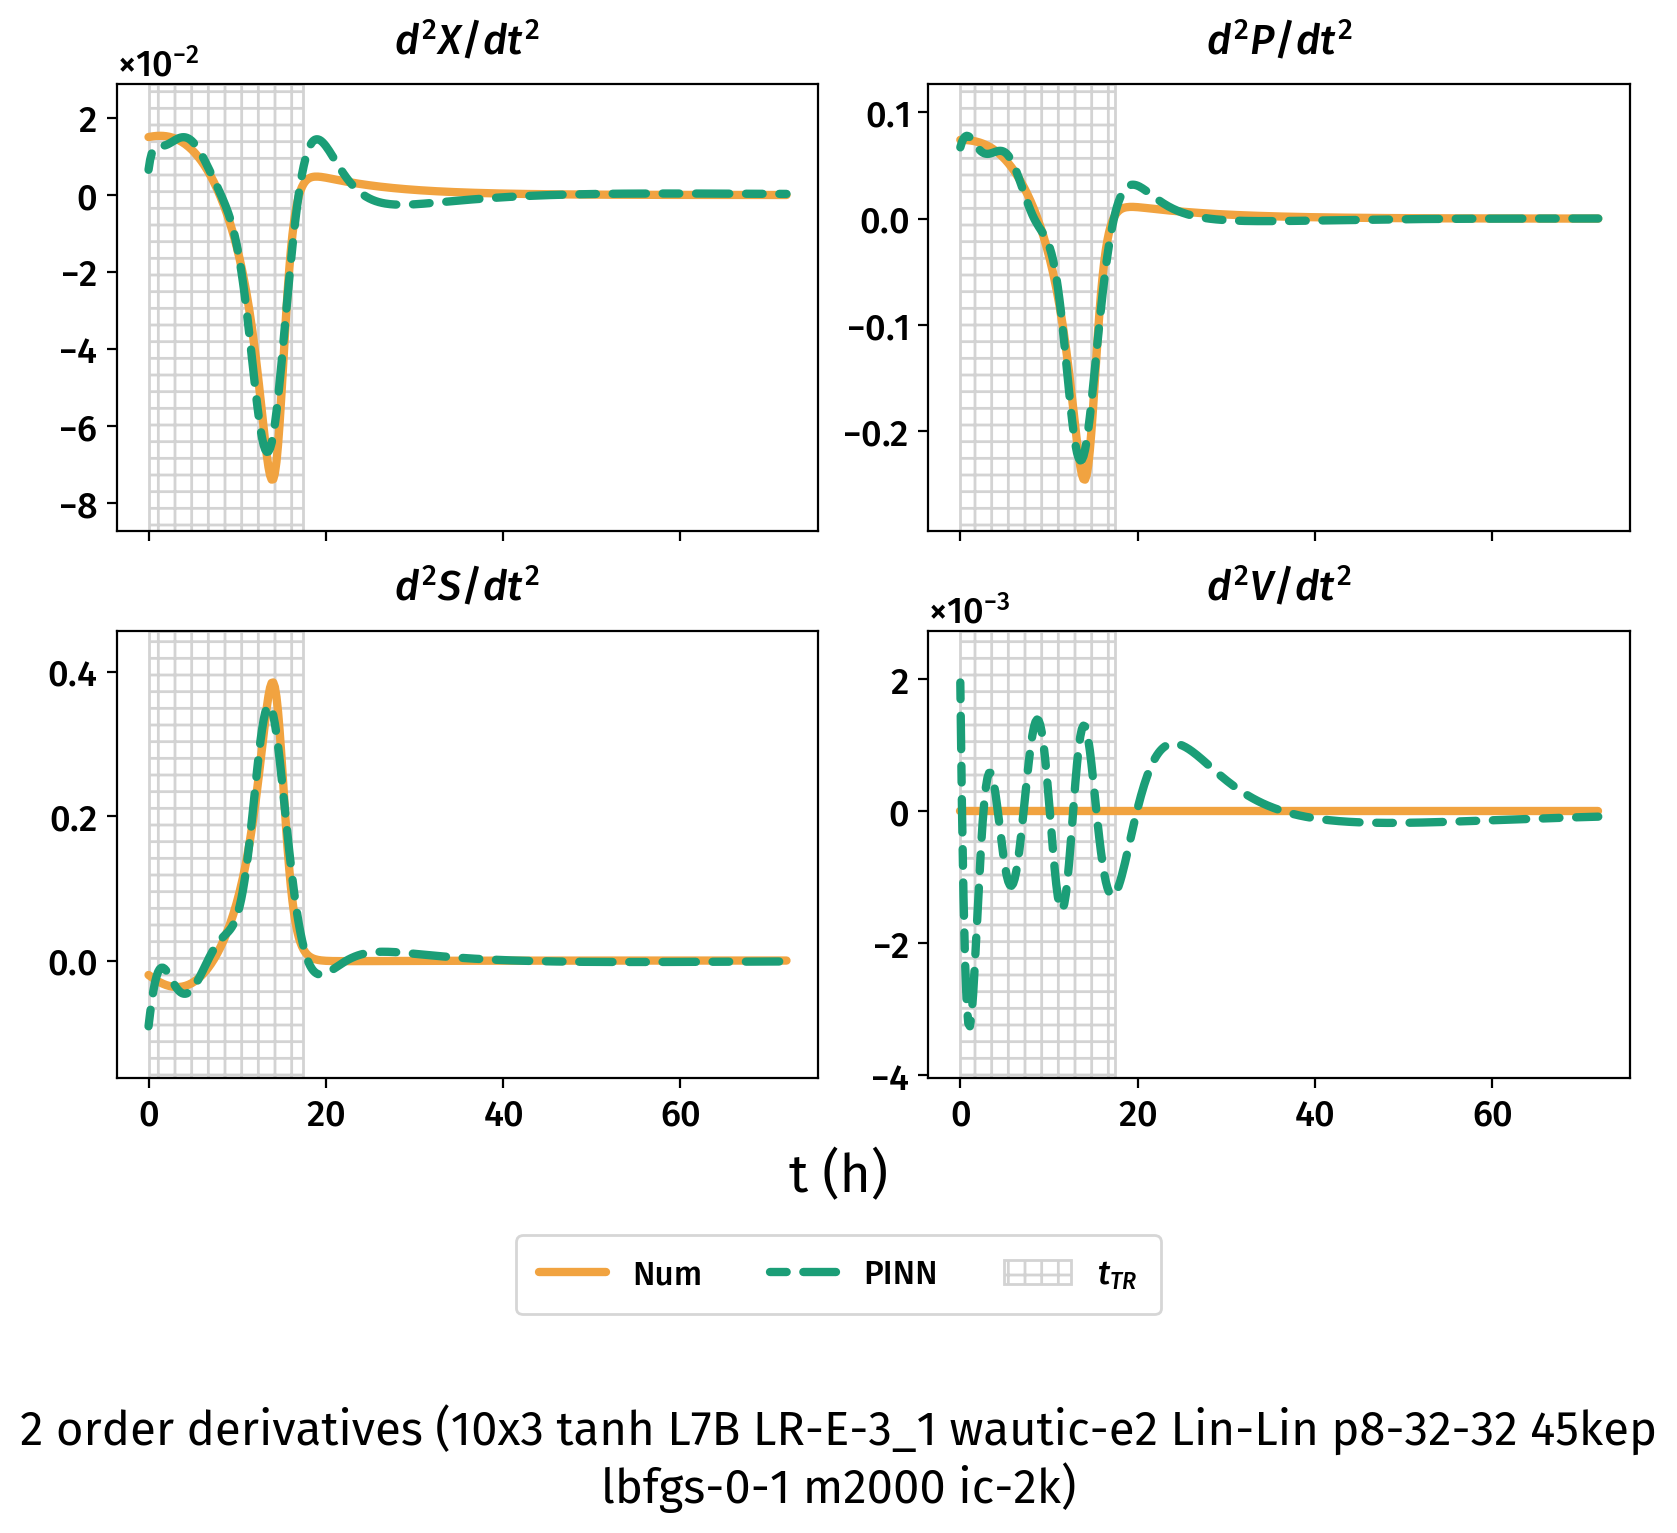 d²X/dt²
d²P/dt²
×10⁻²
2
0
−2
−4
−6
−8
0.1
0.0
−0.1
−0.2
d²S/dt²
d²V/dt²
×10⁻³
0.4
0.2
0.0
2
0
−2
−4
0 20 40 60
0 20 40 60
t (h)
Num PINN t_TR
2 order derivatives (10x3 tanh L7B LR-E-3_1 wautic-e2 Lin-Lin p8-32-32 45kep
lbfgs-0-1 m2000 ic-2k)